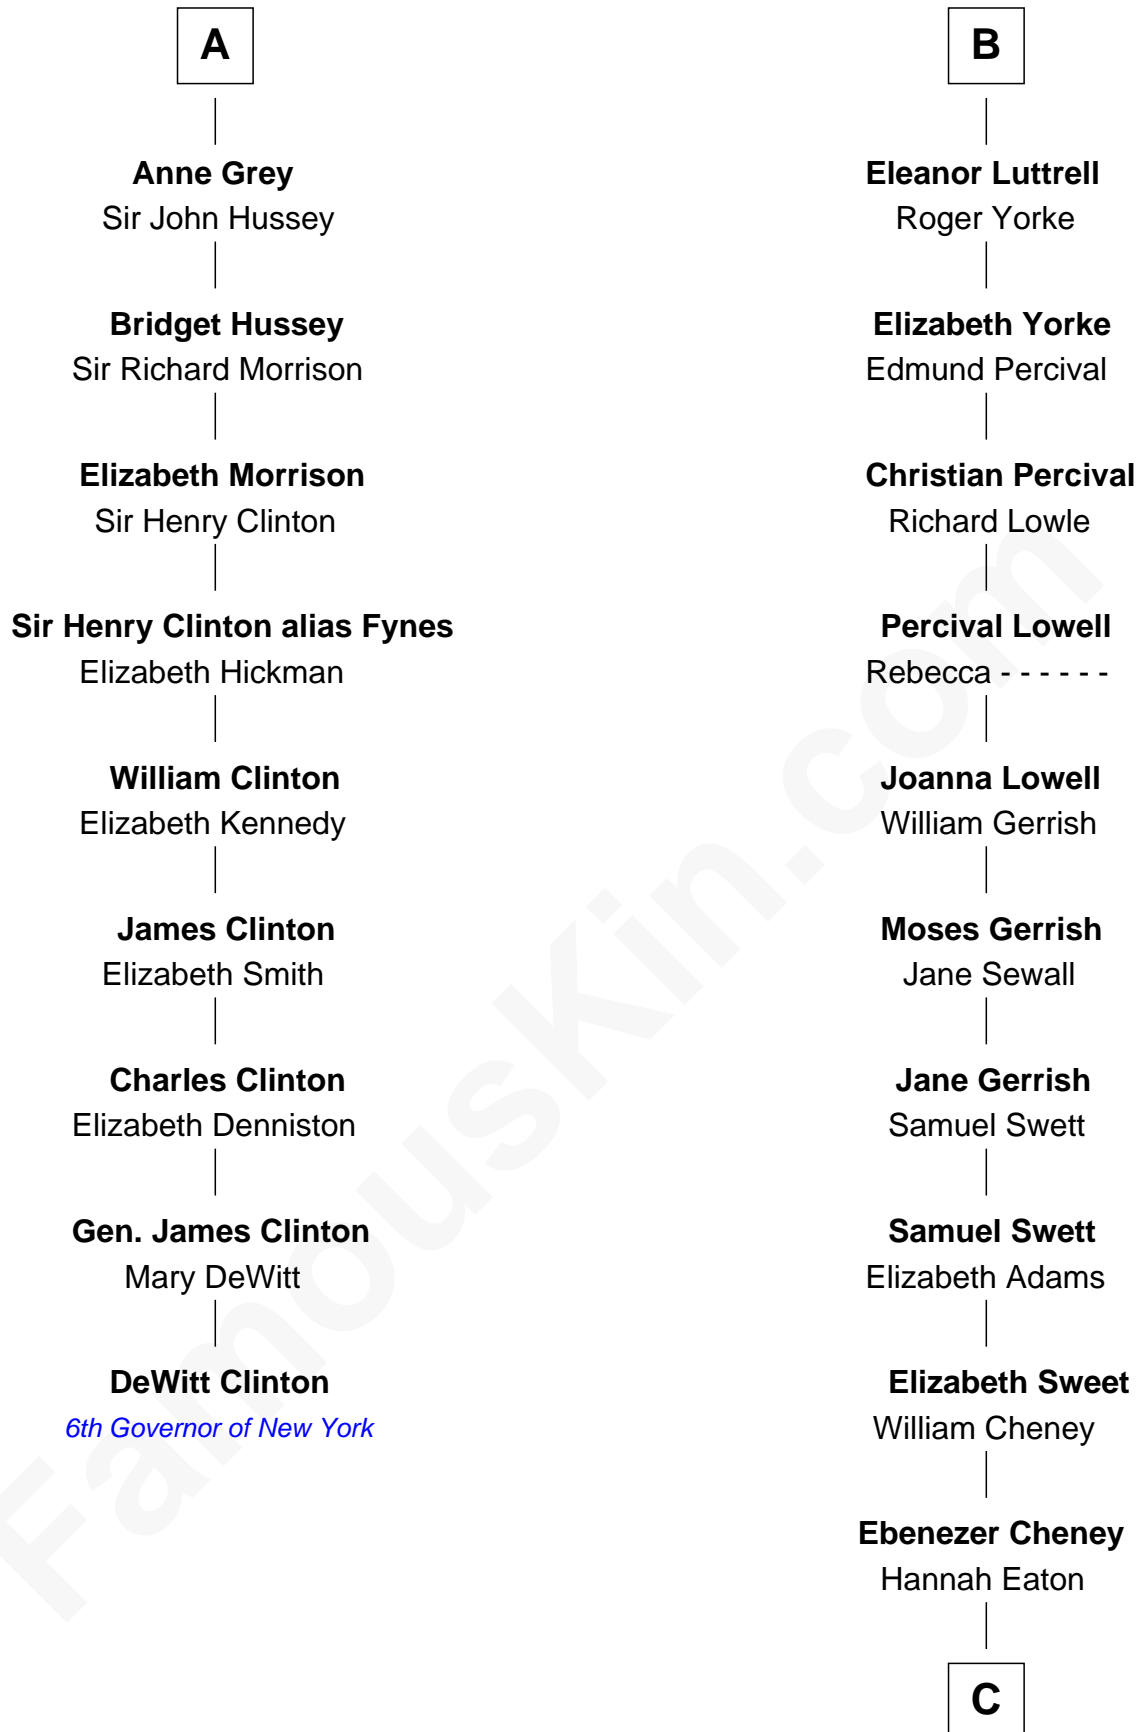 A
Anne Grey
Sir John Hussey
Bridget Hussey
Sir Richard Morrison
Elizabeth Morrison
Sir Henry Clinton
Sir Henry Clinton alias Fynes
Elizabeth Hickman
William Clinton
Elizabeth Kennedy
James Clinton
Elizabeth Smith
Charles Clinton
Elizabeth Denniston
Gen. James Clinton
Mary DeWitt
DeWitt Clinton
6th Governor of New York
B
Eleanor Luttrell
Roger Yorke
Elizabeth Yorke
Edmund Percival
Christian Percival
Richard Lowle
Percival Lowell
Rebecca - - - - - -
Joanna Lowell
William Gerrish
Moses Gerrish
Jane Sewall
Jane Gerrish
Samuel Swett
Samuel Swett
Elizabeth Adams
Elizabeth Sweet
William Cheney
Ebenezer Cheney
Hannah Eaton
C
FamousKin.com